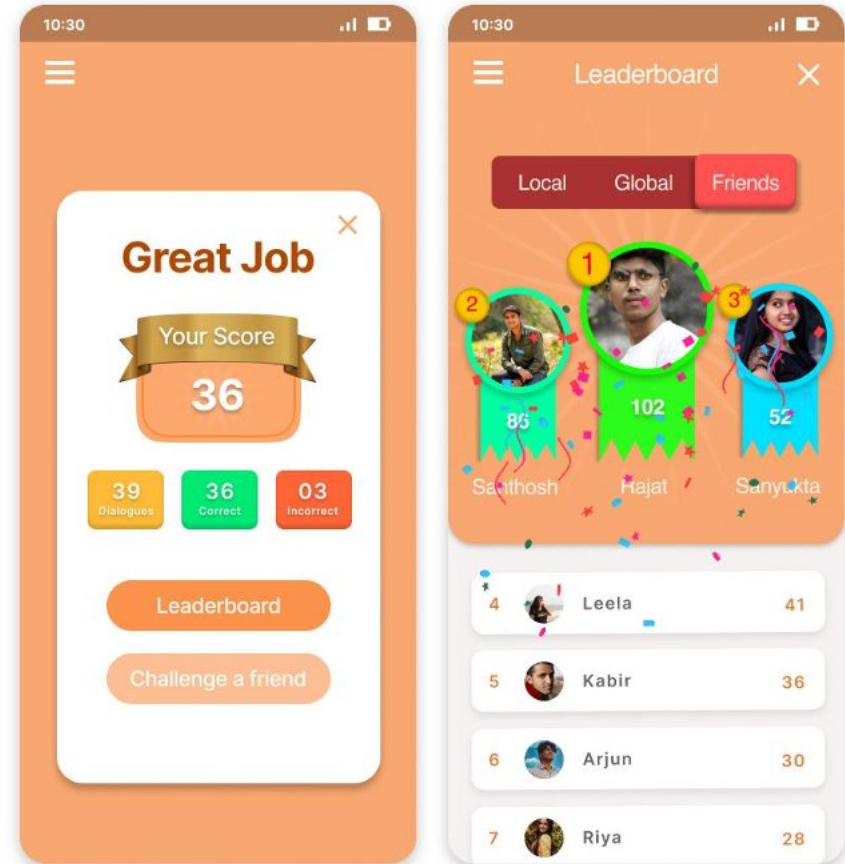 10:30
Great Job
Your Score
36
39 36 03
Dialogues Correct Incorrect
Leaderboard
Challenge a friend
10:30
Leaderboard
Local Global Friends
1
2
3
86 102 52
Santhosh Rajat Sanyukta
4 Leela 41
5 Kabir 36
6 Arjun 30
7 Riya 28